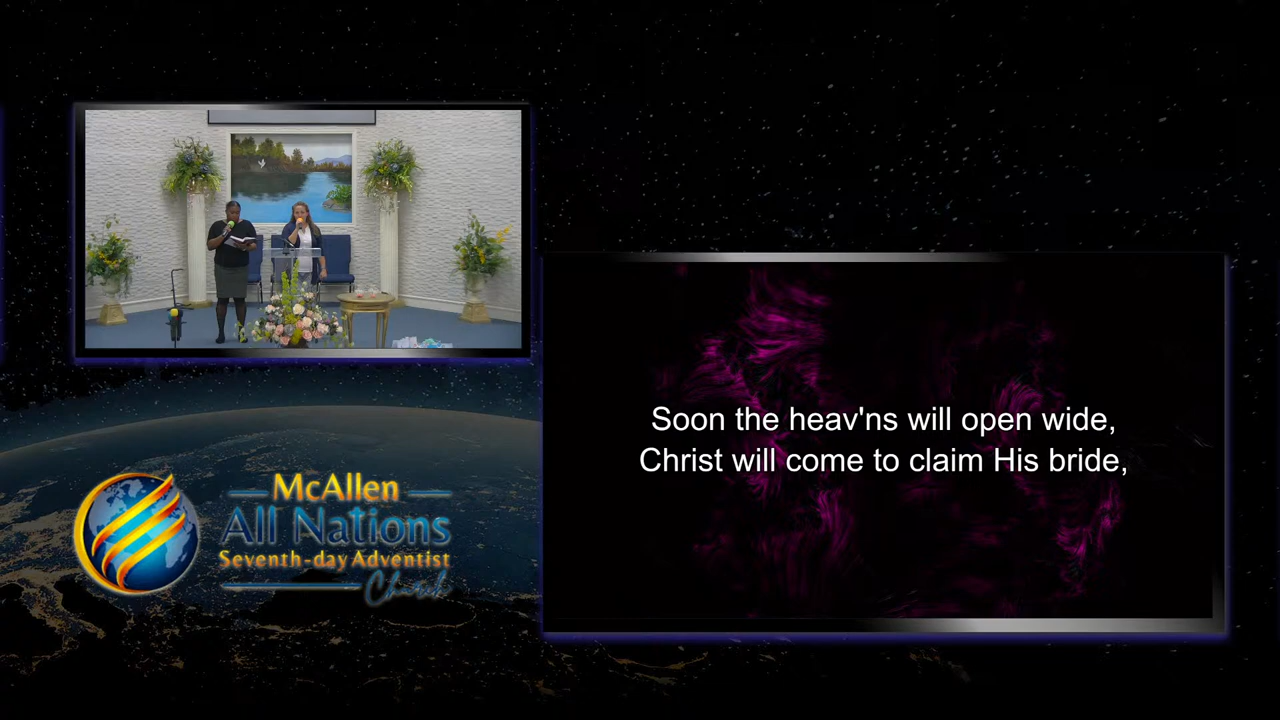 McAllen
All Nations
Seventh-day Adventist
Church
Soon the heav'ns will open wide,
Christ will come to claim His bride,